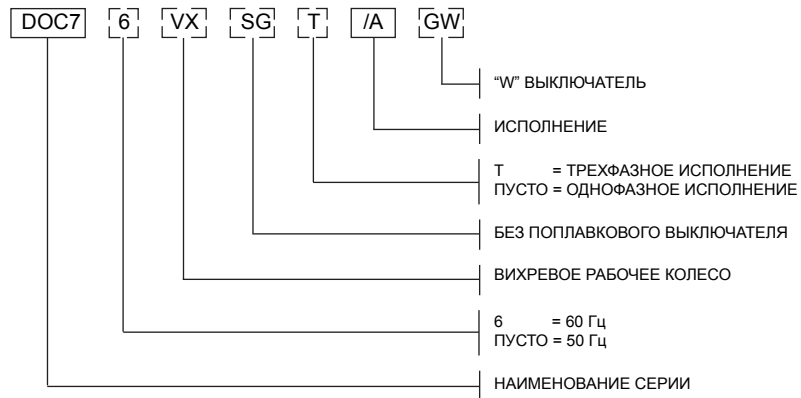 DOC7 6 VX SG T /A GW
“W” ВЫКЛЮЧАТЕЛЬ
ИСПОЛНЕНИЕ
T = ТРЕХФАЗНОЕ ИСПОЛНЕНИЕ
ПУСТО = ОДНОФАЗНОЕ ИСПОЛНЕНИЕ
БЕЗ ПОПЛАВКОВОГО ВЫКЛЮЧАТЕЛЯ
ВИХРЕВОЕ РАБОЧЕЕ КОЛЕСО
6 = 60 Гц
ПУСТО = 50 Гц
НАИМЕНОВАНИЕ СЕРИИ